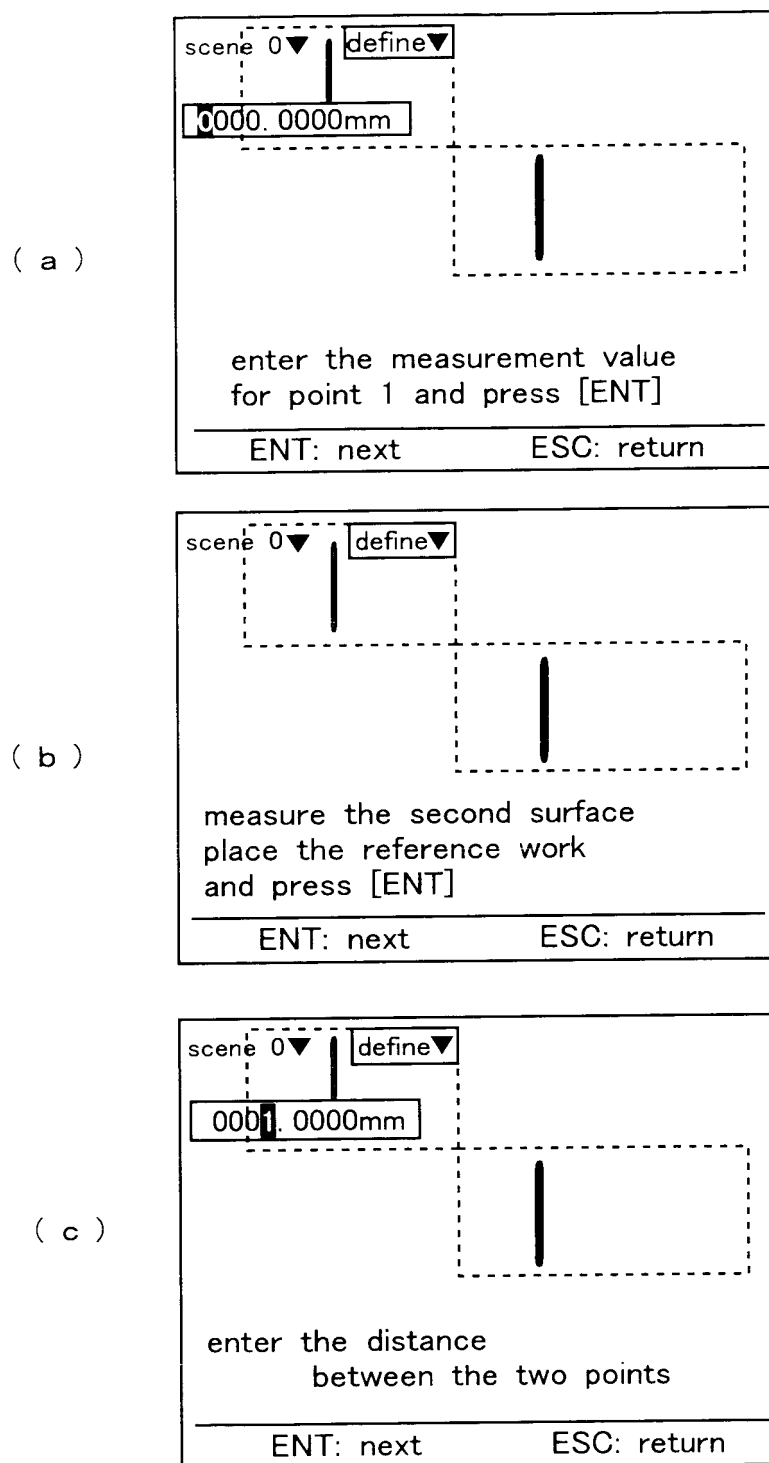 scene 0▼ define▼
0000. 0000mm
( a )
enter the measurement value
for point 1 and press [ENT]
ENT: next ESC: return
scene 0▼ define▼
( b )
measure the second surface
place the reference work
and press [ENT]
ENT: next ESC: return
scene 0▼ define▼
0001. 0000mm
( c )
enter the distance
between the two points
ENT: next ESC: return